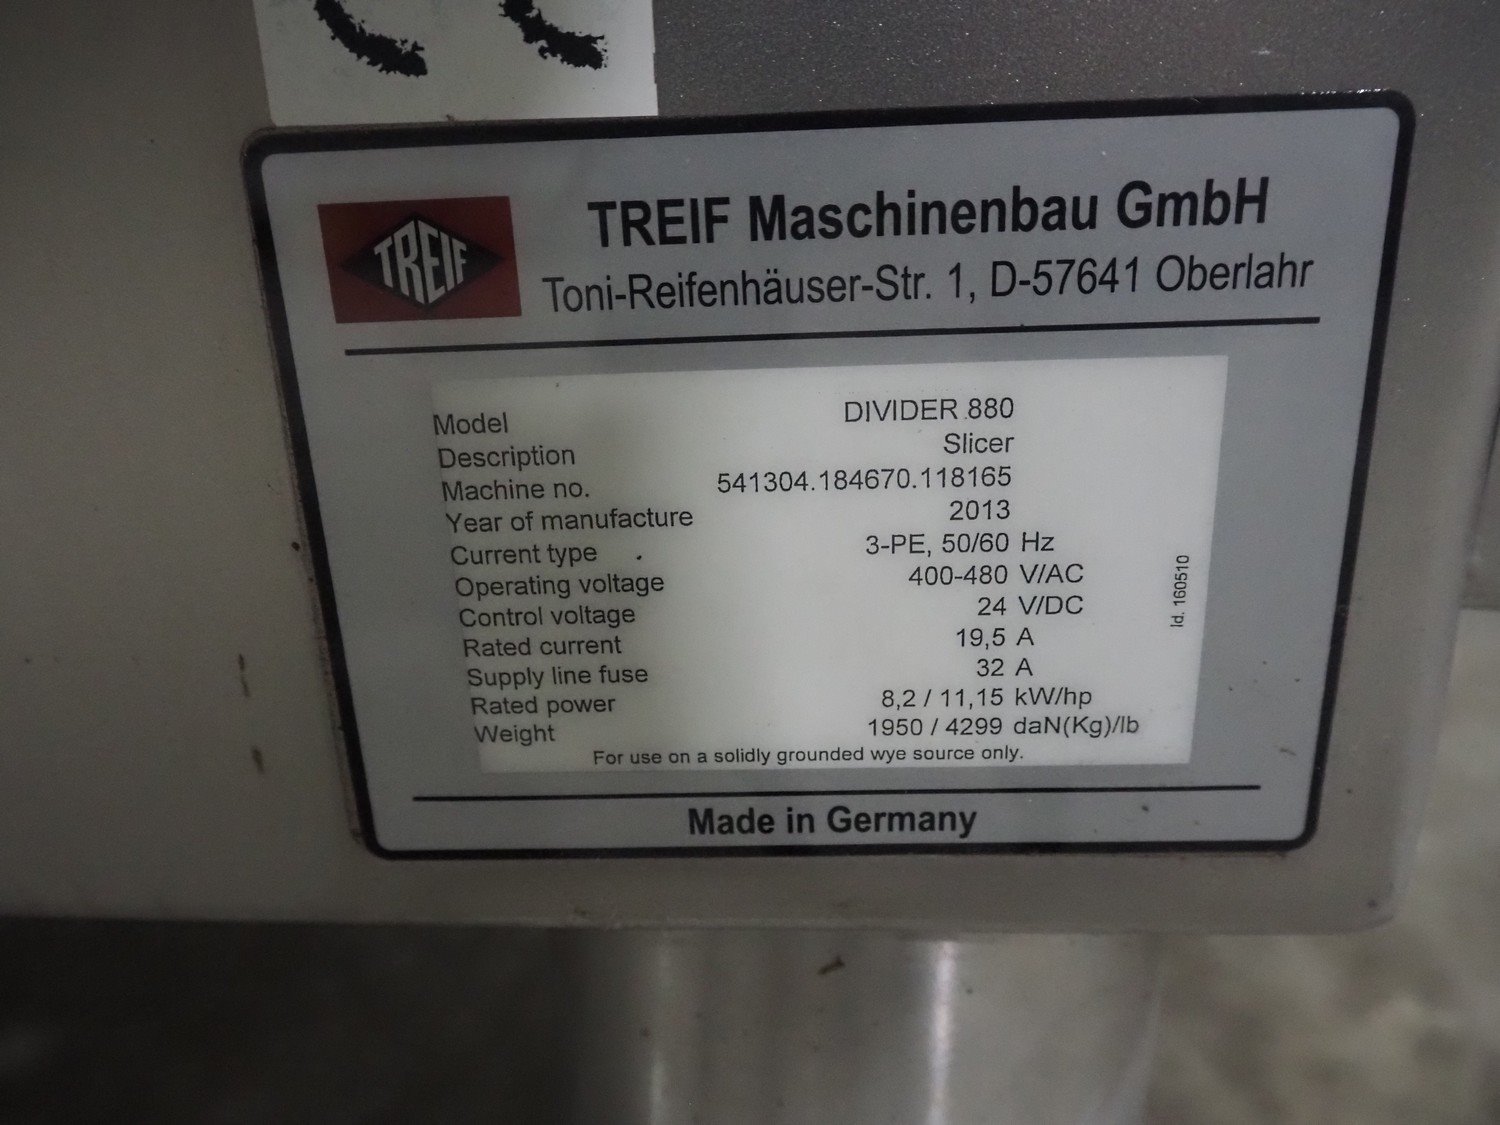 TREIF
TREIF Maschinenbau GmbH
Toni-Reifenhäuser-Str. 1, D-57641 Oberlahr
Model DIVIDER 880
Description Slicer
Machine no. 541304.184670.118165
Year of manufacture 2013
Current type 3-PE, 50/60 Hz
Operating voltage 400-480 V/AC
Control voltage 24 V/DC
Rated current 19,5 A
Supply line fuse 32 A
Rated power 8,2 / 11,15 kW/hp
Weight 1950 / 4299 daN(Kg)/lb
For use on a solidly grounded wye source only.
Id. 160510
Made in Germany